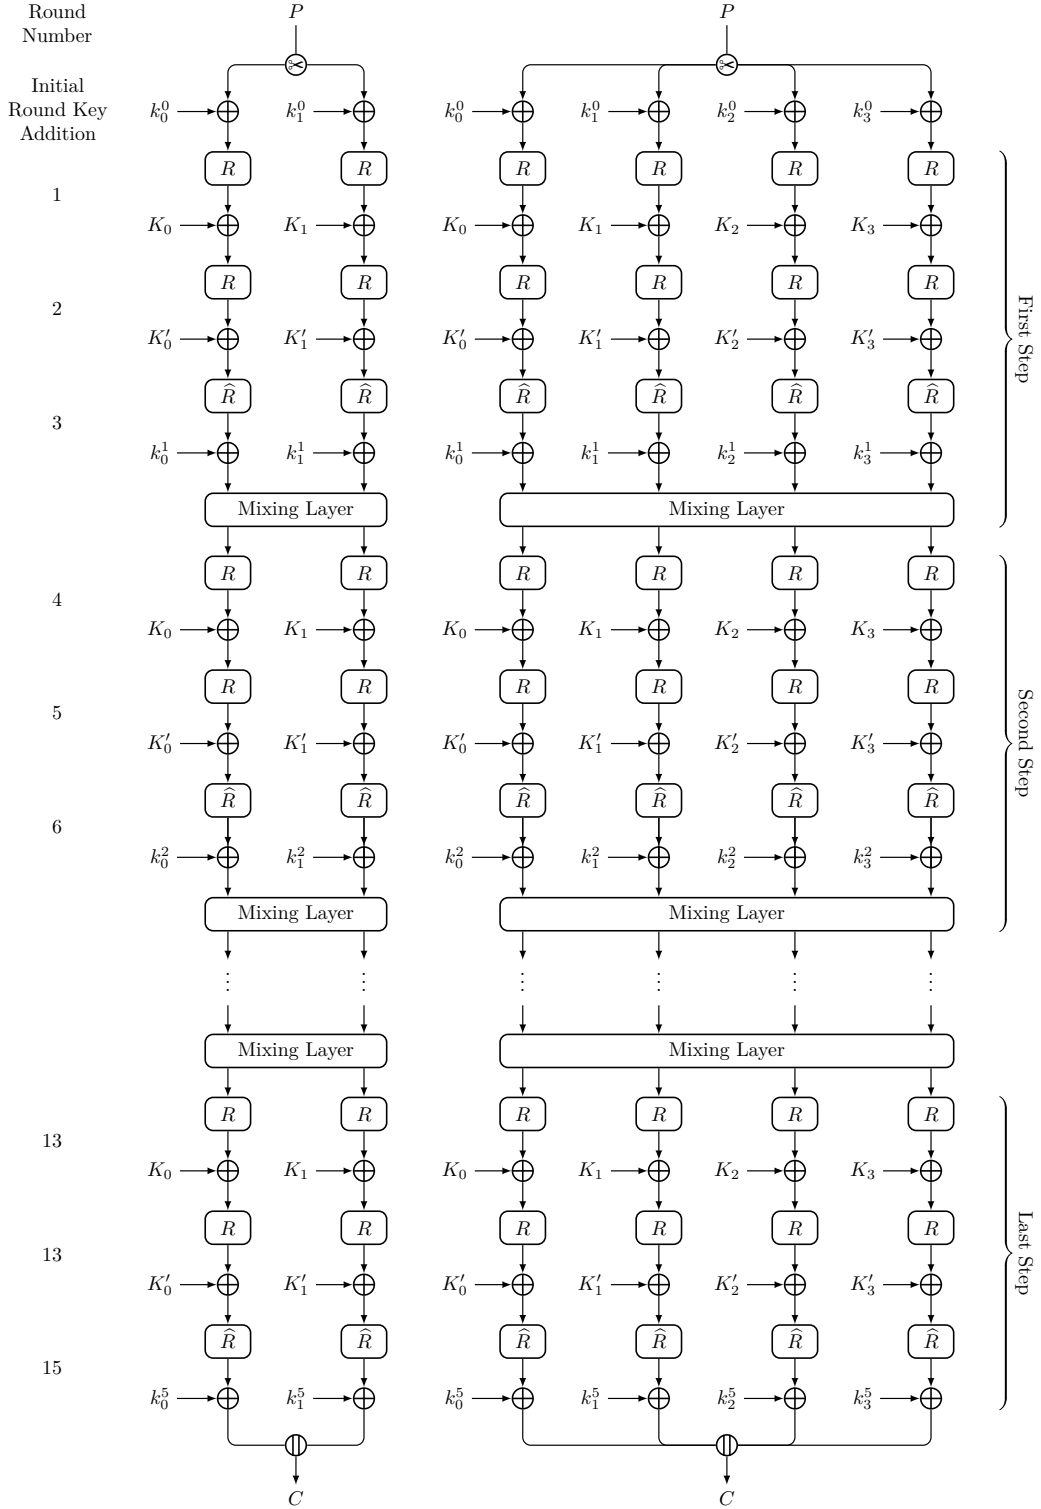 Round
Number
P
P
Initial
Round Key
Addition
k_0^0 k_1^0 k_0^0 k_1^0 k_2^0 k_3^0
R R R R R R
1
K_0 K_1 K_0 K_1 K_2 K_3
R R R R R R
2
K'_0 K'_1 K'_0 K'_1 K'_2 K'_3
R̂ R̂ R̂ R̂ R̂ R̂
3
k_0^1 k_1^1 k_0^1 k_1^1 k_2^1 k_3^1
Mixing Layer Mixing Layer
First Step
R R R R R R
4
K_0 K_1 K_0 K_1 K_2 K_3
R R R R R R
5
K'_0 K'_1 K'_0 K'_1 K'_2 K'_3
R̂ R̂ R̂ R̂ R̂ R̂
6
k_0^2 k_1^2 k_0^2 k_1^2 k_2^2 k_3^2
Mixing Layer Mixing Layer
Second Step
⋮ ⋮ ⋮ ⋮ ⋮ ⋮
Mixing Layer Mixing Layer
R R R R R R
13
K_0 K_1 K_0 K_1 K_2 K_3
R R R R R R
13
K'_0 K'_1 K'_0 K'_1 K'_2 K'_3
R̂ R̂ R̂ R̂ R̂ R̂
15
k_0^5 k_1^5 k_0^5 k_1^5 k_2^5 k_3^5
Last Step
C
C